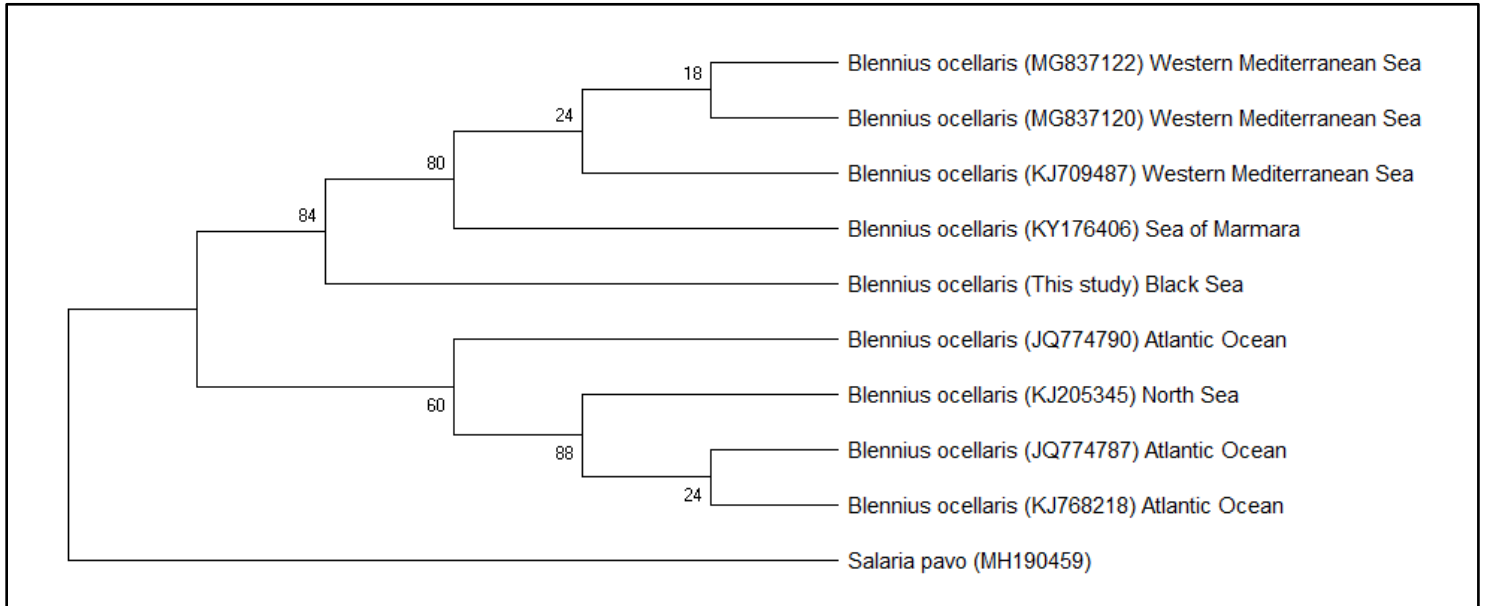 18
Blennius ocellaris (MG837122) Western Mediterranean Sea
24
Blennius ocellaris (MG837120) Western Mediterranean Sea
80
Blennius ocellaris (KJ709487) Western Mediterranean Sea
84
Blennius ocellaris (KY176406) Sea of Marmara
Blennius ocellaris (This study) Black Sea
Blennius ocellaris (JQ774790) Atlantic Ocean
60
Blennius ocellaris (KJ205345) North Sea
88
Blennius ocellaris (JQ774787) Atlantic Ocean
24
Blennius ocellaris (KJ768218) Atlantic Ocean
Salaria pavo (MH190459)